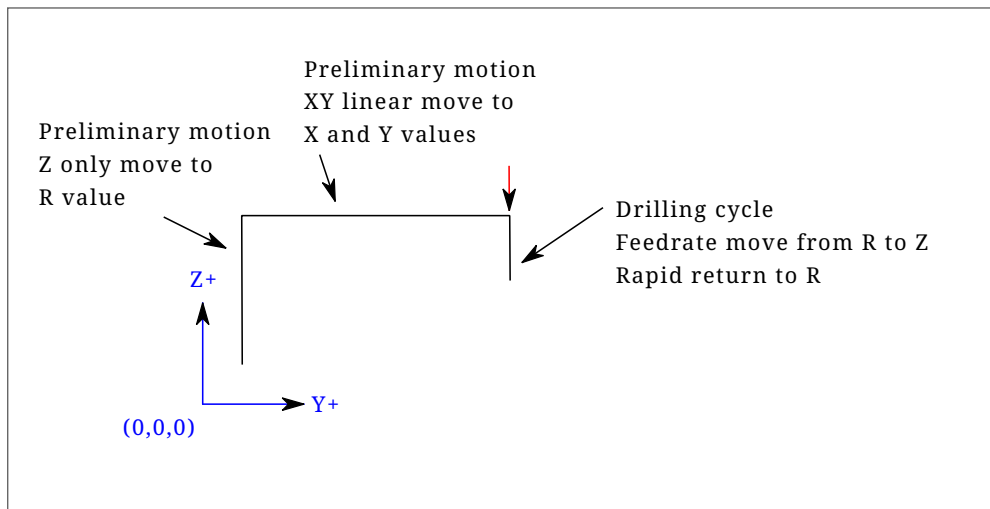 Preliminary motion
XY linear move to
X and Y values
Preliminary motion
Z only move to
R value
Drilling cycle
Feedrate move from R to Z
Rapid return to R
Z+
Y+
(0,0,0)